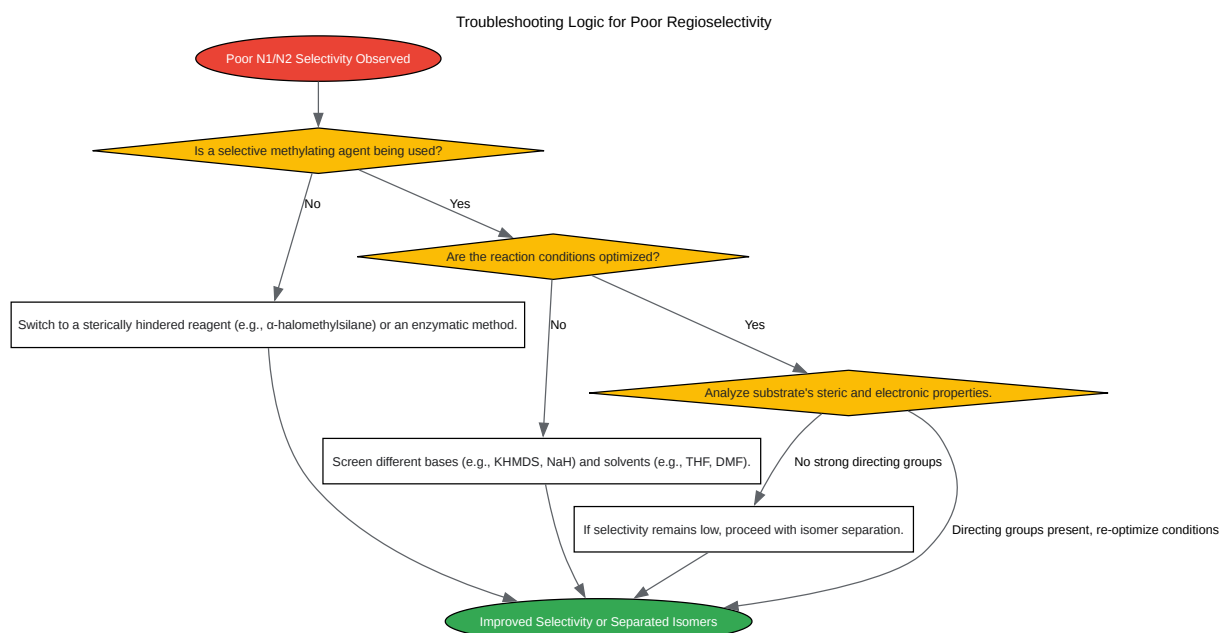 Troubleshooting Logic for Poor Regioselectivity
Poor N1/N2 Selectivity Observed
Is a selective methylating agent being used?
No
Yes
Are the reaction conditions optimized?
Switch to a sterically hindered reagent (e.g., α-halomethylsilane) or an enzymatic method.
No
Yes
Analyze substrate's steric and electronic properties.
Screen different bases (e.g., KHMDS, NaH) and solvents (e.g., THF, DMF).
No strong directing groups
If selectivity remains low, proceed with isomer separation.
Directing groups present, re-optimize conditions
Improved Selectivity or Separated Isomers